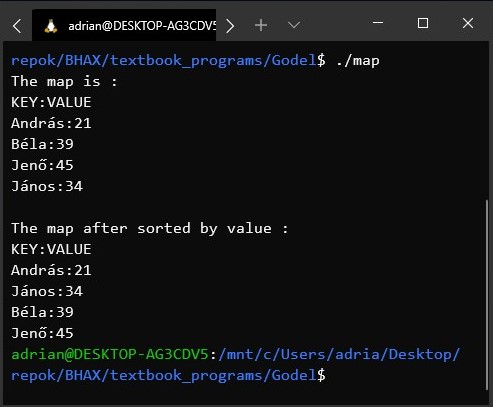 adrian@DESKTOP-AG3CDV5
repok/BHAX/textbook_programs/Godel$ ./map
The map is :
KEY:VALUE
András:21
Béla:39
Jenő:45
János:34
The map after sorted by value :
KEY:VALUE
András:21
János:34
Béla:39
Jenő:45
adrian@DESKTOP-AG3CDV5:/mnt/c/Users/adria/Desktop/
repok/BHAX/textbook_programs/Godel$